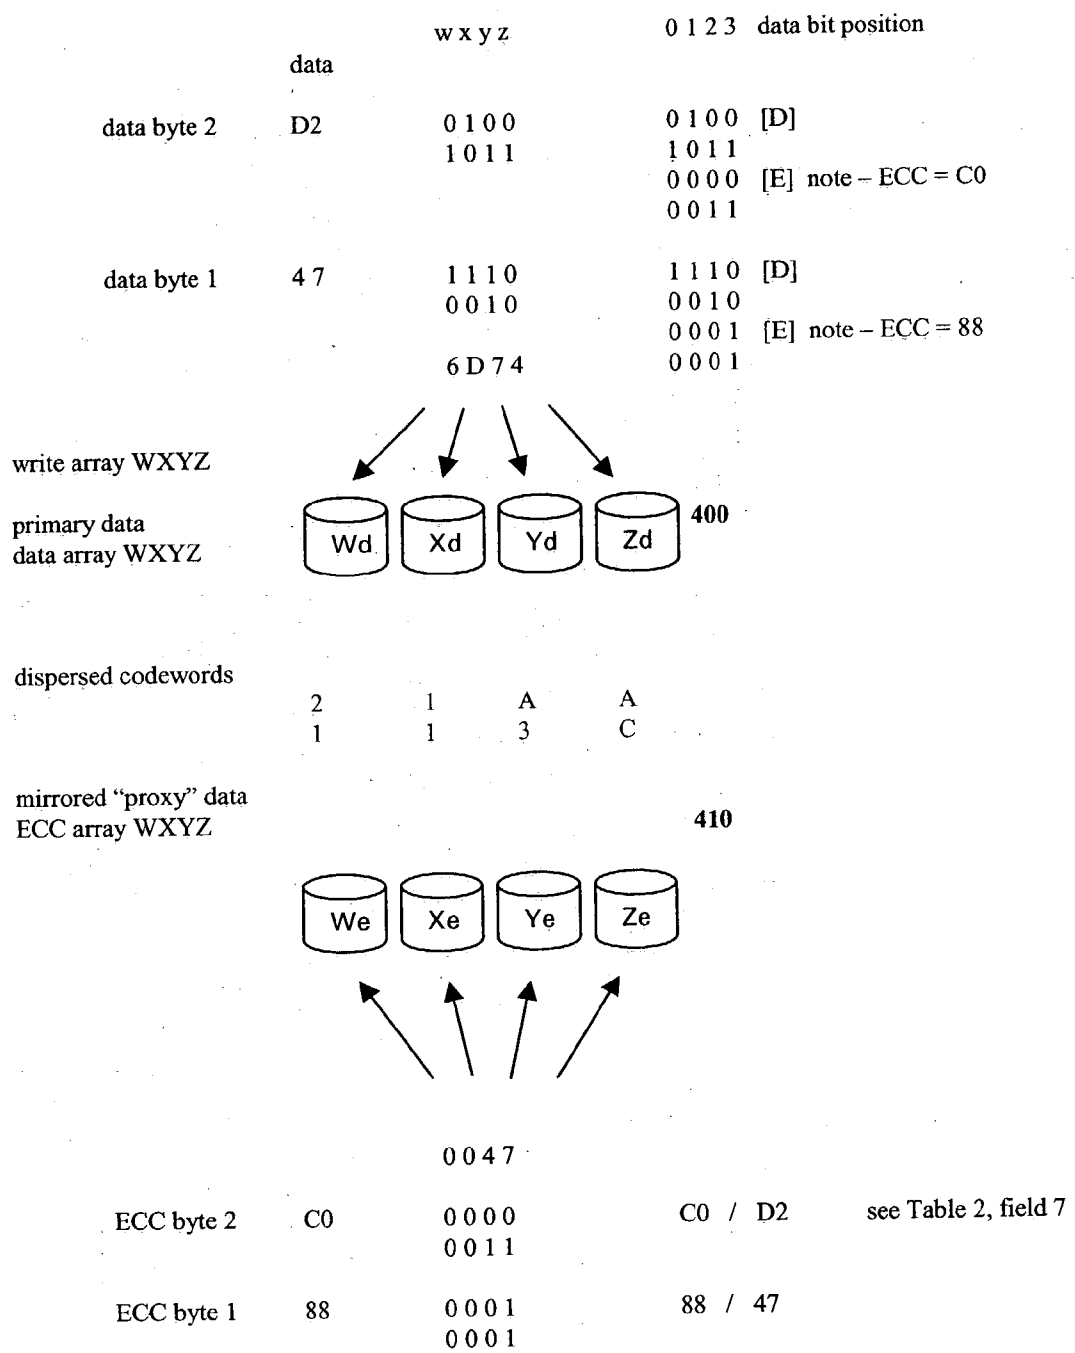 w x y z 0 1 2 3 data bit position
data
data byte 2 D2 0 1 0 0 0 1 0 0 [D]
1 0 1 1 1 0 1 1
0 0 0 0 [E] note – ECC = C0
0 0 1 1
data byte 1 4 7 1 1 1 0 1 1 1 0 [D]
0 0 1 0 0 0 1 0
0 0 0 1 [E] note – ECC = 88
6 D 7 4 0 0 0 1
write array WXYZ
primary data 400
data array WXYZ Wd Xd Yd Zd
dispersed codewords
2 1 A A
1 1 3 C
mirrored “proxy” data
ECC array WXYZ 410
We Xe Ye Ze
0 0 4 7
ECC byte 2 C0 0 0 0 0 C0 / D2 see Table 2, field 7
0 0 1 1
ECC byte 1 88 0 0 0 1 88 / 47
0 0 0 1